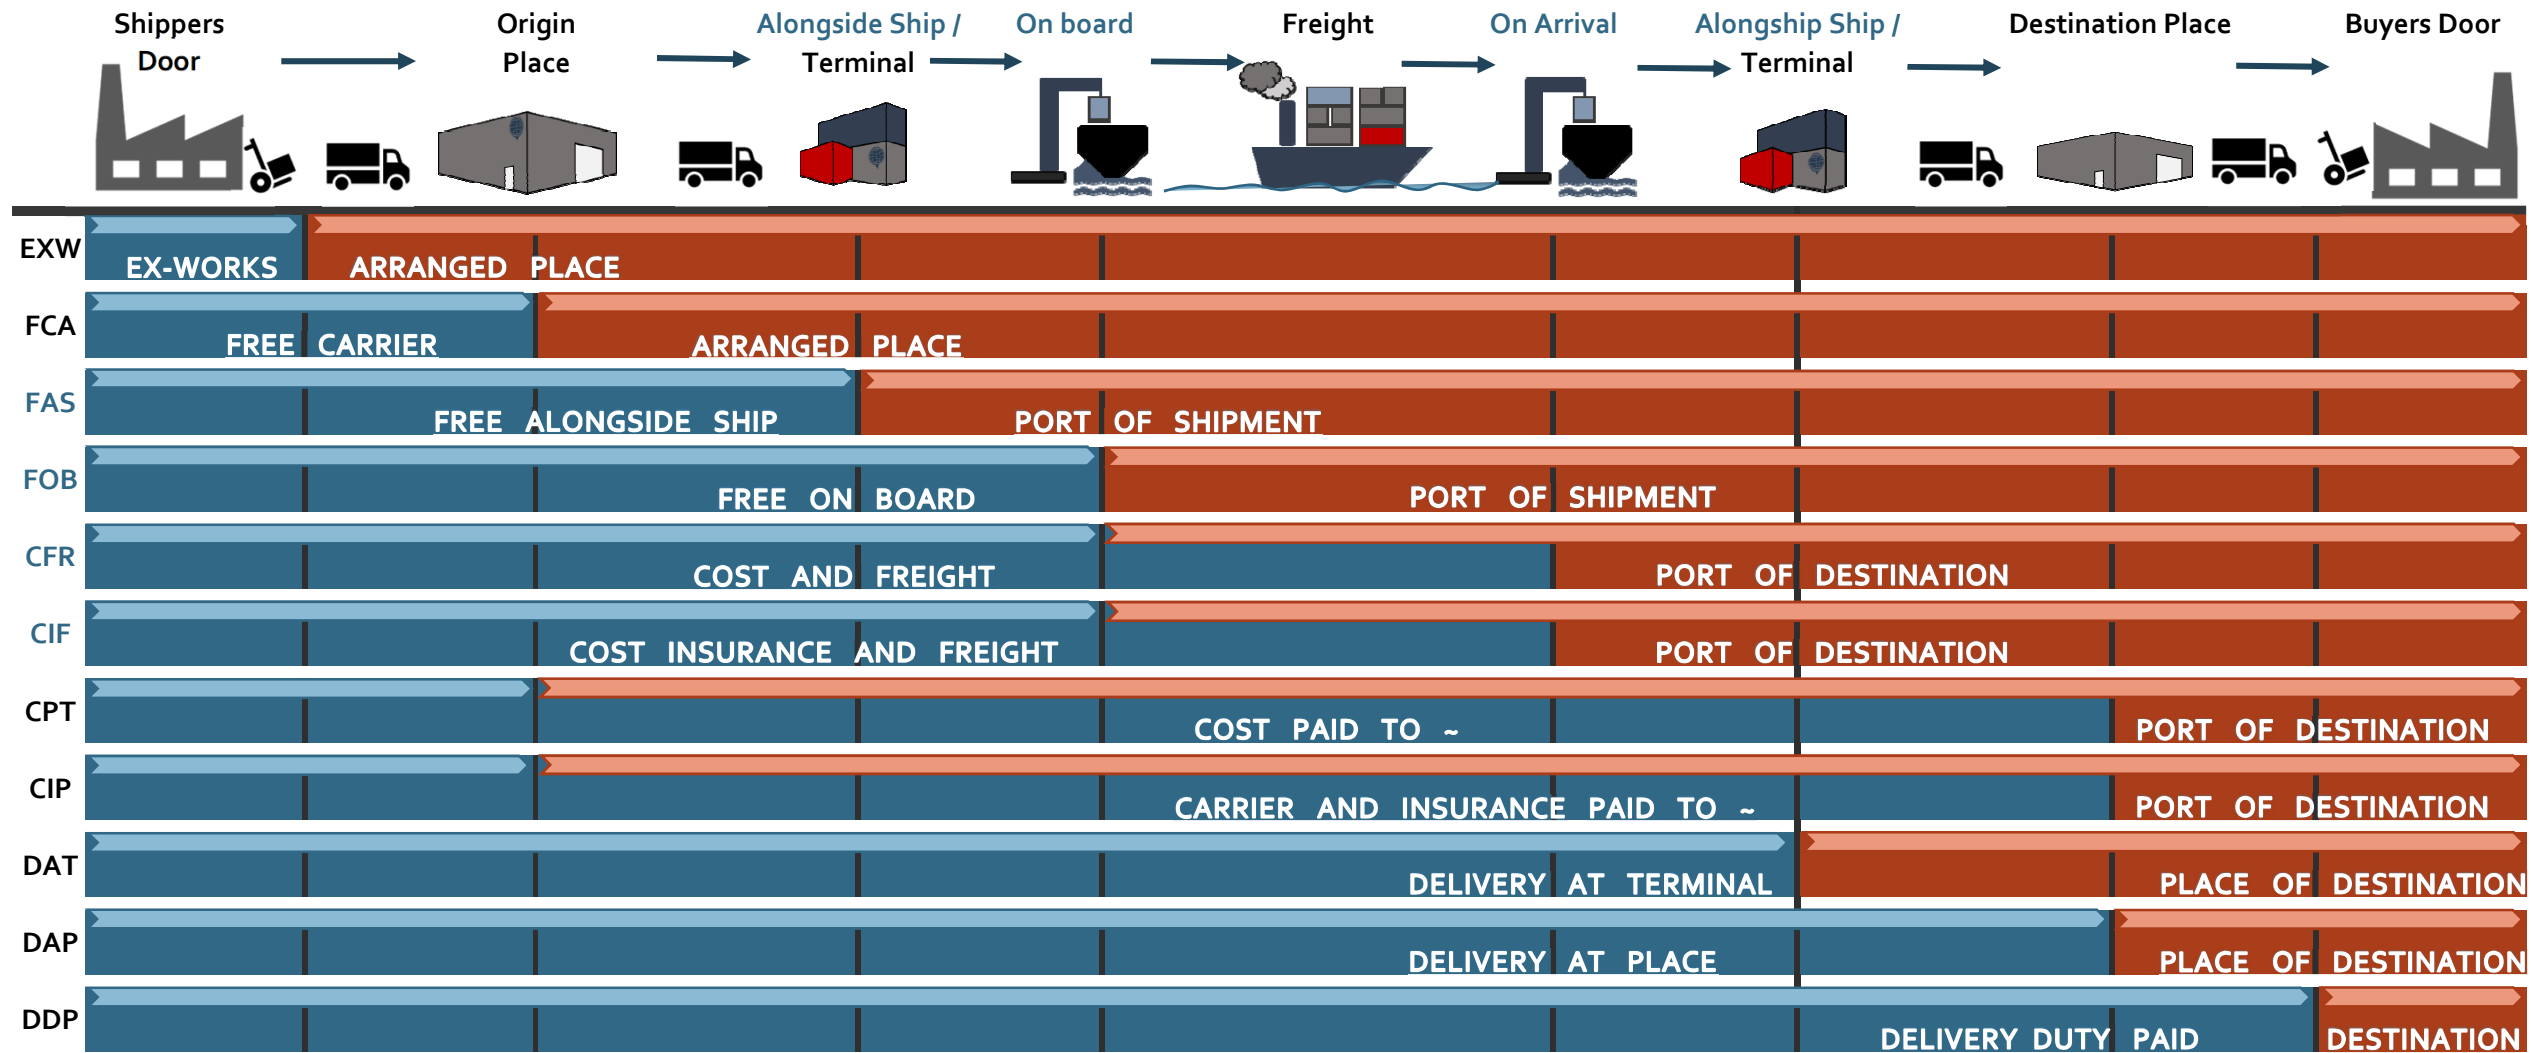 Shippers Door
Origin Place
Alongside Ship / Terminal
On board
Freight
On Arrival
Alongship Ship / Terminal
Destination Place
Buyers Door
EXW
EX-WORKS ARRANGED PLACE
FCA
FREE CARRIER ARRANGED PLACE
FAS
FREE ALONGSIDE SHIP PORT OF SHIPMENT
FOB
FREE ON BOARD PORT OF SHIPMENT
CFR
COST AND FREIGHT PORT OF DESTINATION
CIF
COST INSURANCE AND FREIGHT PORT OF DESTINATION
CPT
COST PAID TO ~ PORT OF DESTINATION
CIP
CARRIER AND INSURANCE PAID TO ~ PORT OF DESTINATION
DAT
DELIVERY AT TERMINAL PLACE OF DESTINATION
DAP
DELIVERY AT PLACE PLACE OF DESTINATION
DDP
DELIVERY DUTY PAID DESTINATION